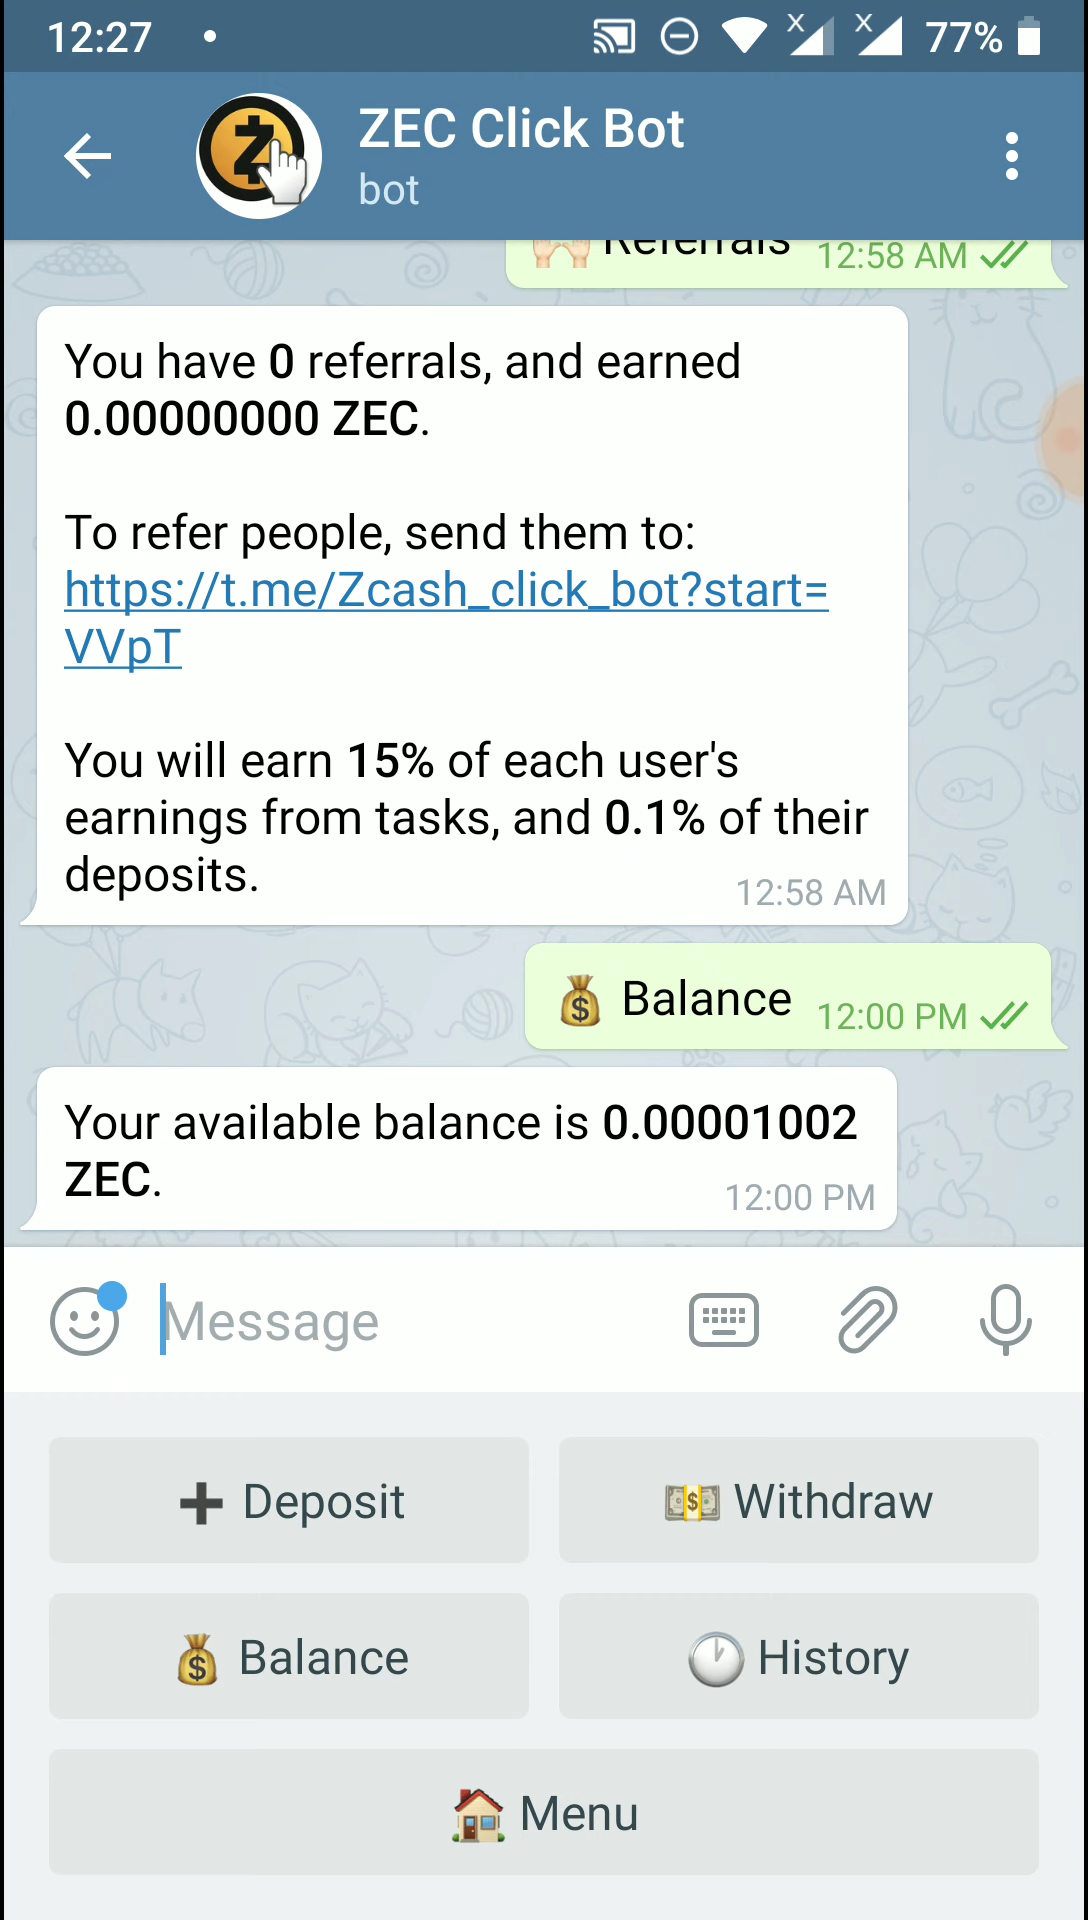 12:27
X
X
77%
ZEC Click Bot
bot
Referrals 12:58 AM
You have 0 referrals, and earned
0.00000000 ZEC.
To refer people, send them to:
https://t.me/Zcash_click_bot?start=
VVpT
You will earn 15% of each user's
earnings from tasks, and 0.1% of their
deposits.
12:58 AM
Balance 12:00 PM
Your available balance is 0.00001002
ZEC.
12:00 PM
Message
Deposit
Withdraw
Balance
History
Menu